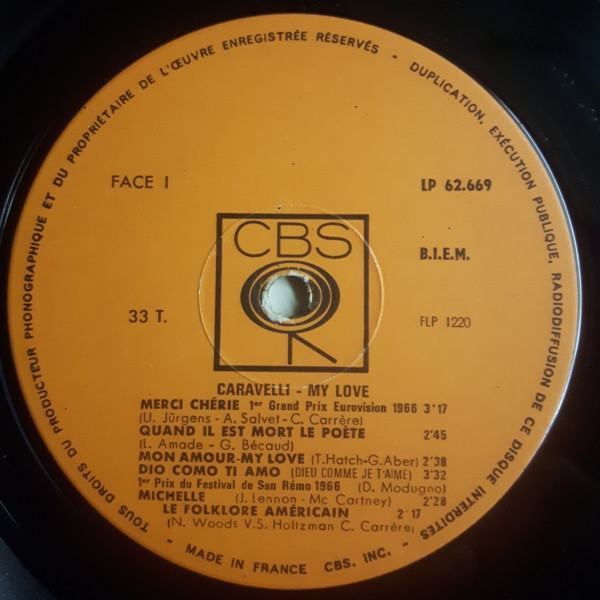 TOUS DROITS DU PRODUCTEUR PHONOGRAPHIQUE ET DU PROPRIÉTAIRE DE L'ŒUVRE ENREGISTRÉE RÉSERVÉS - DUPLICATION, EXÉCUTION PUBLIQUE, RADIODIFFUSION DE CE DISQUE INTERDITES
FACE I
LP 62.669
CBS
B.I.E.M.
33 T.
FLP 1220
CARAVELLI - MY LOVE
MERCI CHÉRIE 1er Grand Prix Eurovision 1966 3'17
(U. Jürgens - A. Salvet - C. Carrère)
QUAND IL EST MORT LE POÈTE 2'45
(L. Amade - G. Bécaud)
MON AMOUR-MY LOVE (T.Hatch-G.Aber) 2'38
DIO COMO TI AMO (DIEU COMME JE T'AIME) 3'32
1er Prix du Festival de San Rémo 1966 (D. Modugno)
MICHELLE (J. Lennon - Mc Cartney) 2'28
LE FOLKLORE AMÉRICAIN 2'17
(N. Woods V.S. Holtzman C. Carrère)
- MADE IN FRANCE CBS. INC. -